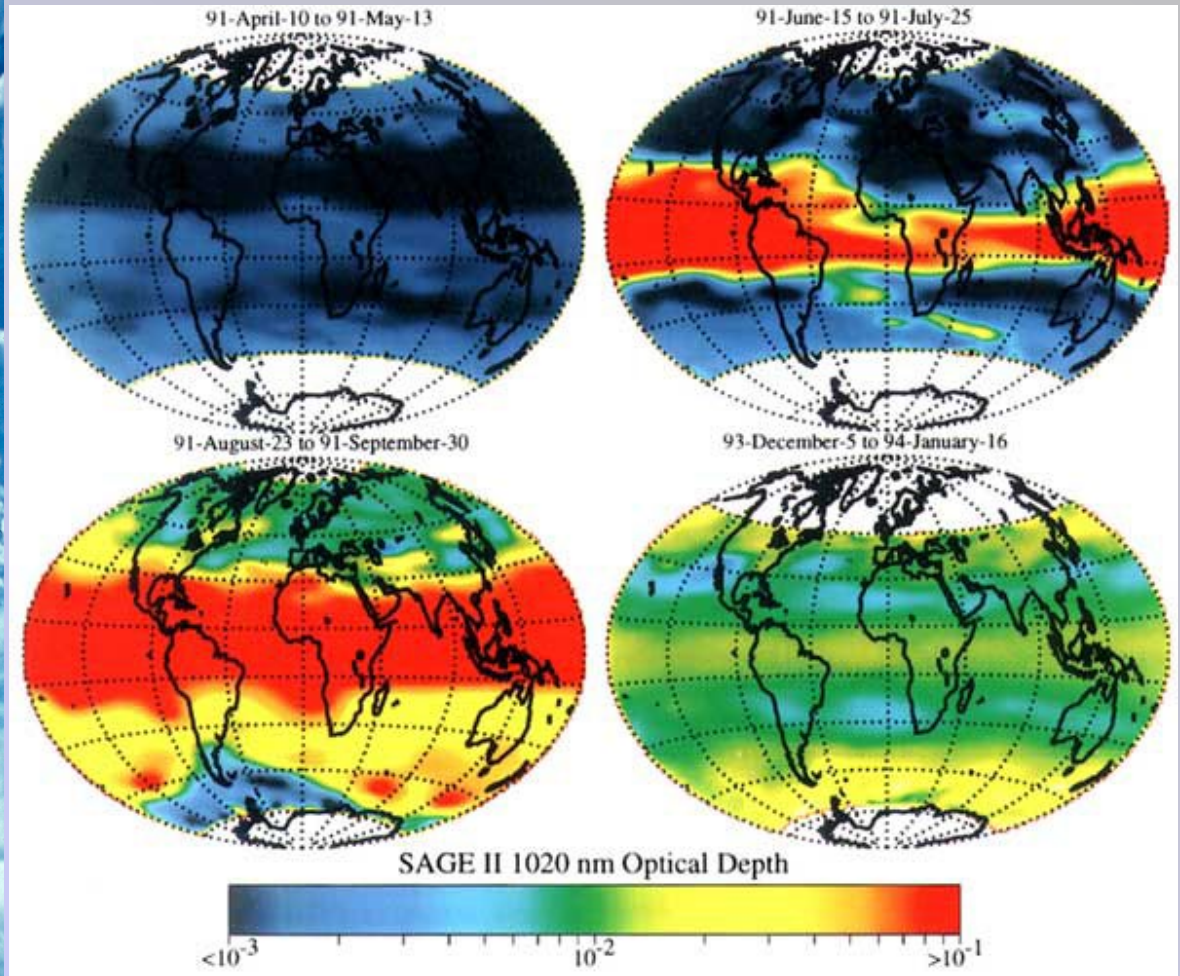 91-April-10 to 91-May-13
91-June-15 to 91-July-25
91-August-23 to 91-September-30
93-December-5 to 94-January-16
SAGE II 1020 nm Optical Depth
<10⁻³ 10⁻² >10⁻¹